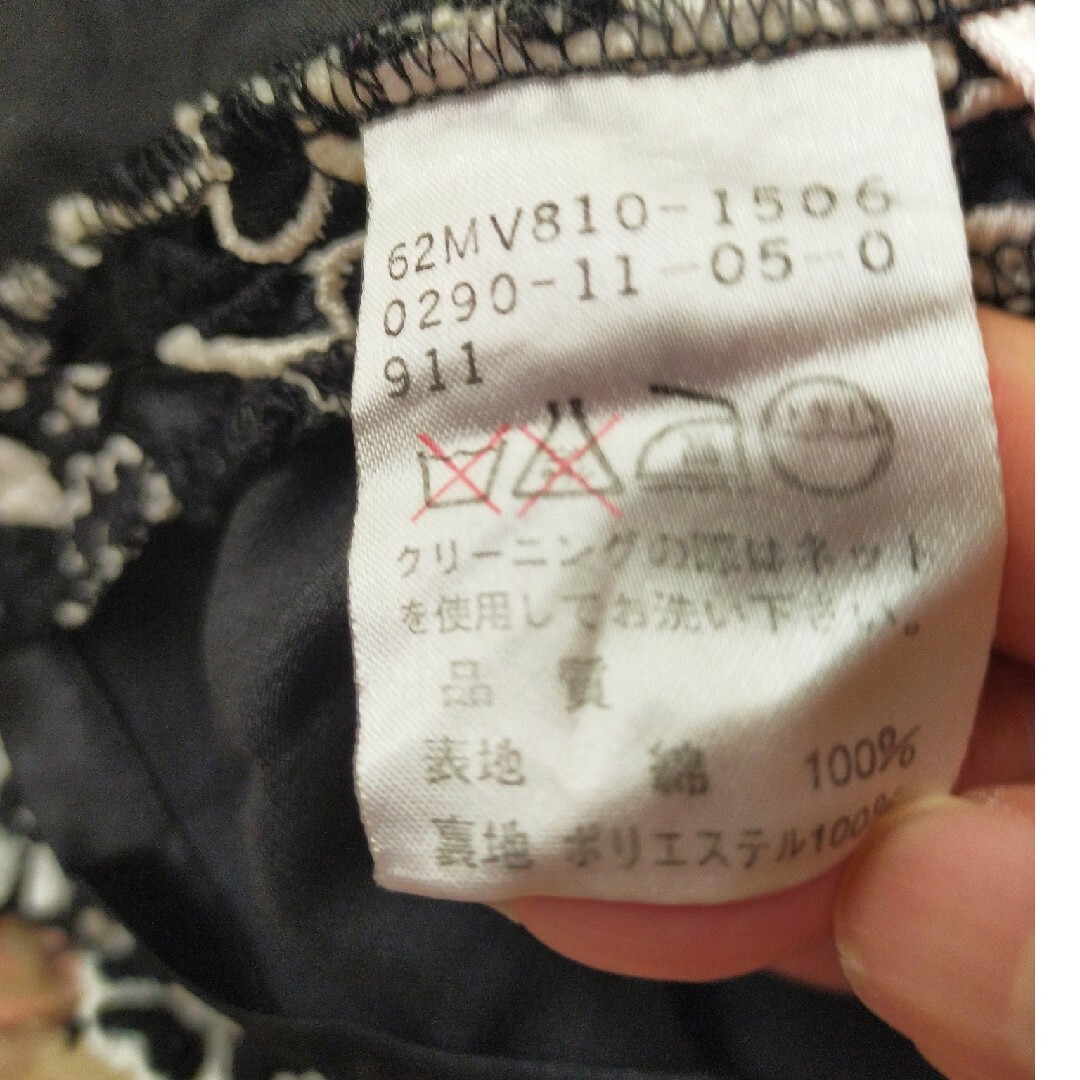 62MV810-1506
0290-11-05-0
911
クリーニングの際はネット
を使用してお洗い下さい。
品 質
表地 綿 100%
裏地 ポリエステル100%